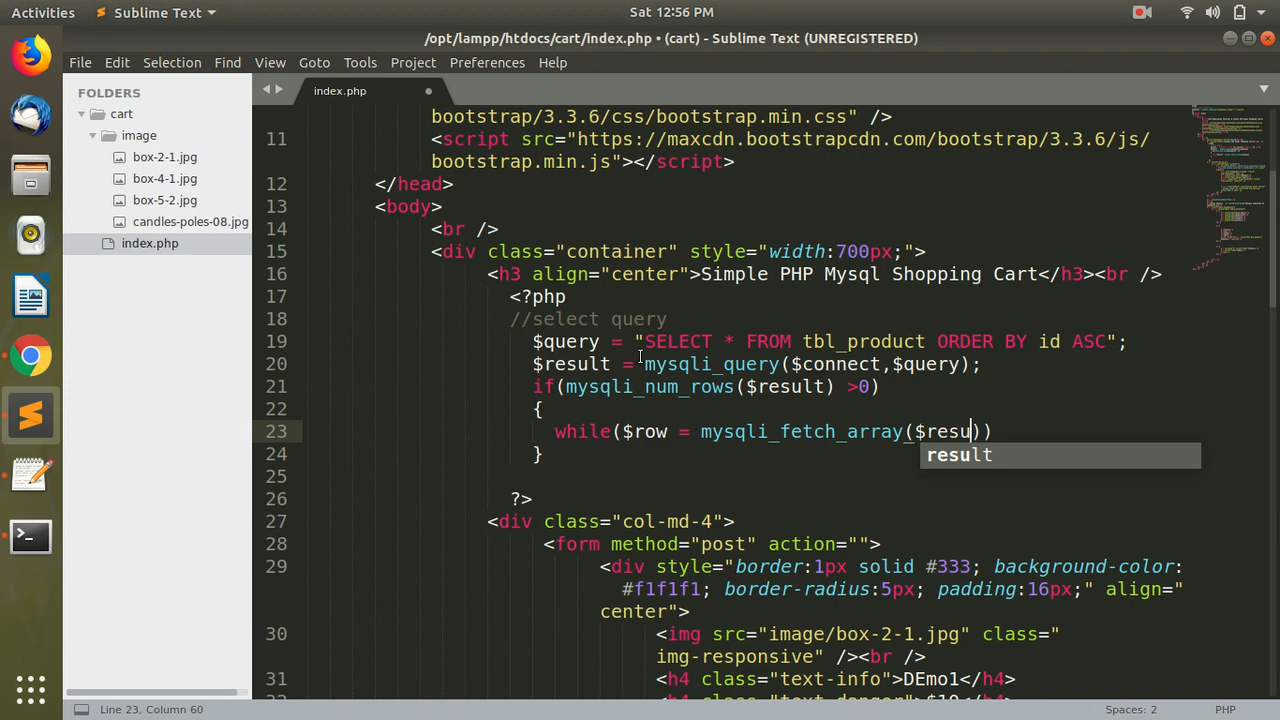 Activities
Sublime Text
Sat 12:56 PM
/opt/lampp/htdocs/cart/index.php • (cart) - Sublime Text (UNREGISTERED)
File Edit Selection Find View Goto Tools Project Preferences Help
FOLDERS
cart
image
box-2-1.jpg
box-4-1.jpg
box-5-2.jpg
candles-poles-08.jpg
index.php
index.php
bootstrap/3.3.6/css/bootstrap.min.css" />
11 <script src="https://maxcdn.bootstrapcdn.com/bootstrap/3.3.6/js/
bootstrap.min.js"></script>
12 </head>
13 <body>
14 <br />
15 <div class="container" style="width:700px;">
16 <h3 align="center">Simple PHP Mysql Shopping Cart</h3><br />
17 <?php
18 //select query
19 $query = "SELECT * FROM tbl_product ORDER BY id ASC";
20 $result = mysqli_query($connect,$query);
21 if(mysqli_num_rows($result) >0)
22 {
23 while($row = mysqli_fetch_array($resu))
result
24 }
25
26 ?>
27 <div class="col-md-4">
28 <form method="post" action="">
29 <div style="border:1px solid #333; background-color:
#f1f1f1; border-radius:5px; padding:16px;" align="
center">
30 <img src="image/box-2-1.jpg" class="
img-responsive" /><br />
31 <h4 class="text-info">DEmo1</h4>
32 <h4 class="text-danger">$10</h4>
Line 23, Column 60
Spaces: 2
PHP